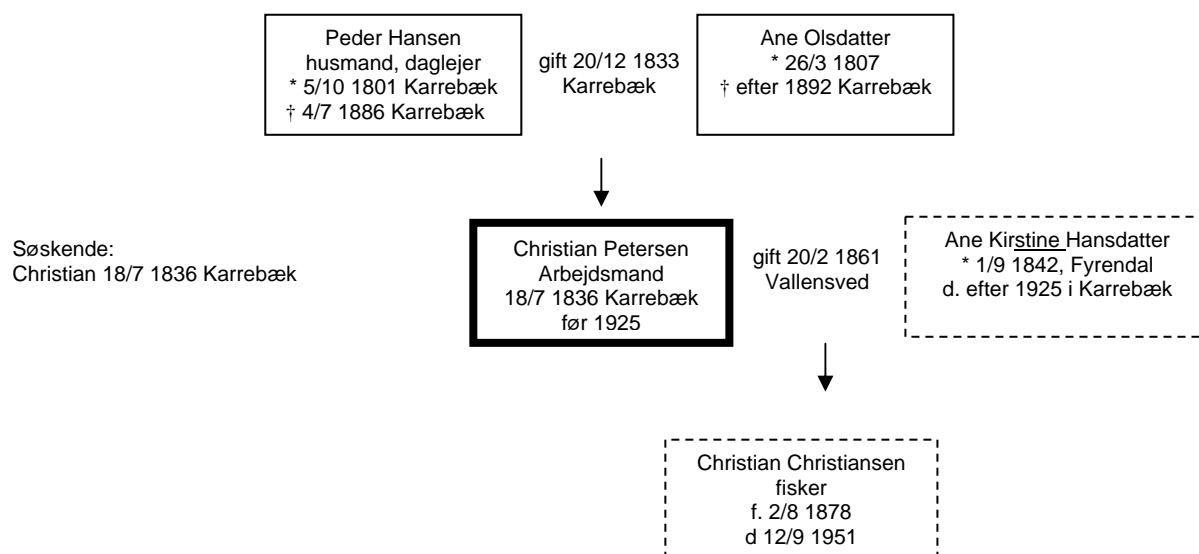 Peder Hansen
husmand, daglejer
* 5/10 1801 Karrebæk
† 4/7 1886 Karrebæk
gift 20/12 1833
Karrebæk
Ane Olsdatter
* 26/3 1807
† efter 1892 Karrebæk
Søskende:
Christian 18/7 1836 Karrebæk
Christian Petersen
Arbejdsmand
18/7 1836 Karrebæk
før 1925
gift 20/2 1861
Vallensved
Ane Kirstine Hansdatter
* 1/9 1842, Fyrendal
d. efter 1925 i Karrebæk
Christian Christiansen
fisker
f. 2/8 1878
d 12/9 1951